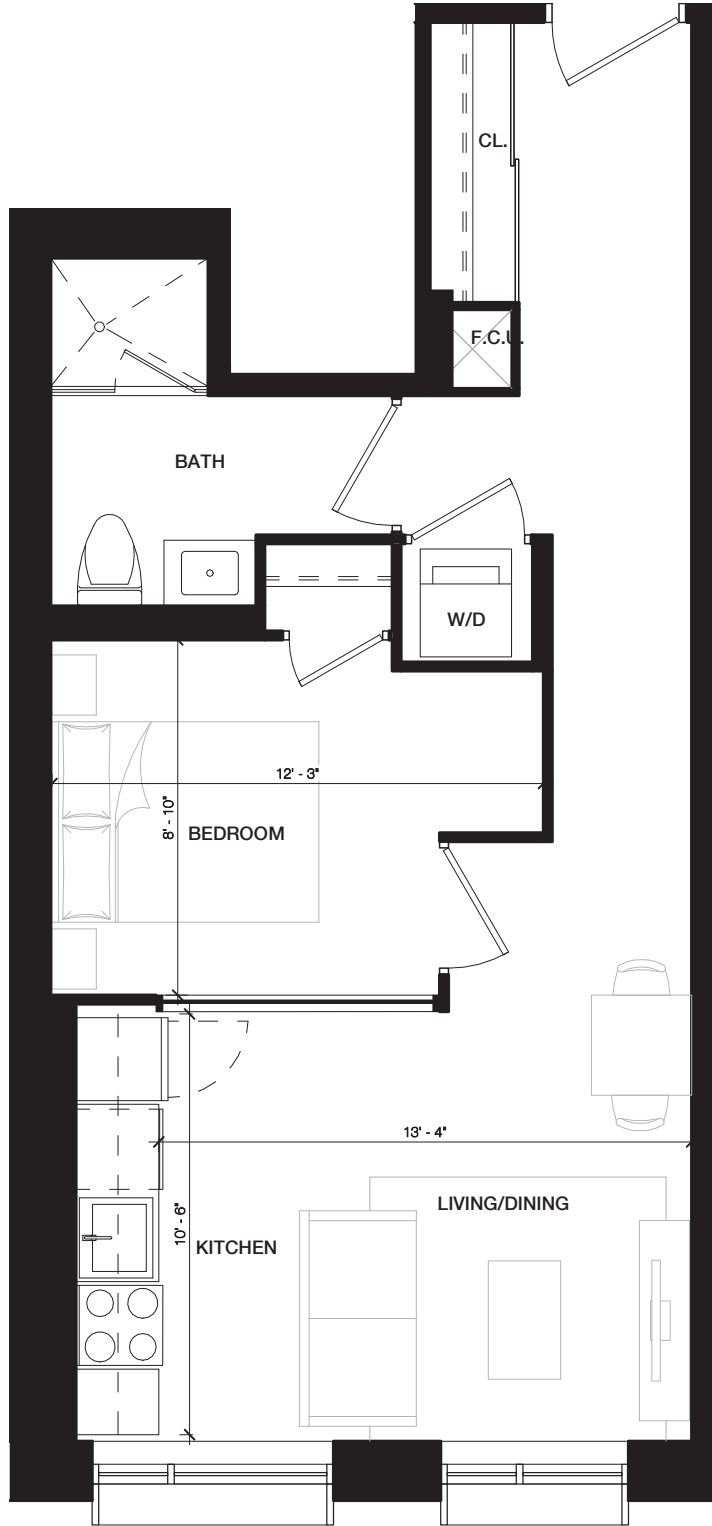 CL.
F.C.U.
BATH
W/D
12' - 3"
8' - 10"
BEDROOM
13' - 4"
LIVING/DINING
10' - 6"
KITCHEN